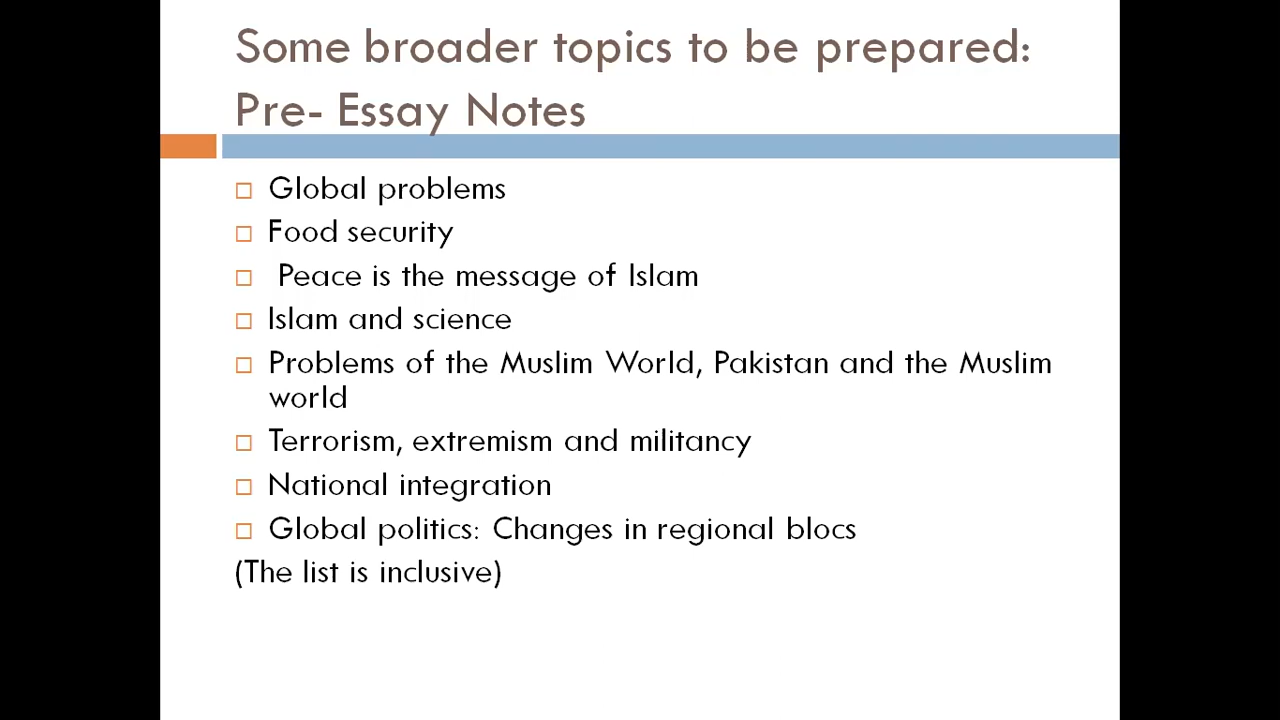 Some broader topics to be prepared:
Pre- Essay Notes
Global problems
Food security
Peace is the message of Islam
Islam and science
Problems of the Muslim World, Pakistan and the Muslim
world
Terrorism, extremism and militancy
National integration
Global politics: Changes in regional blocs
(The list is inclusive)